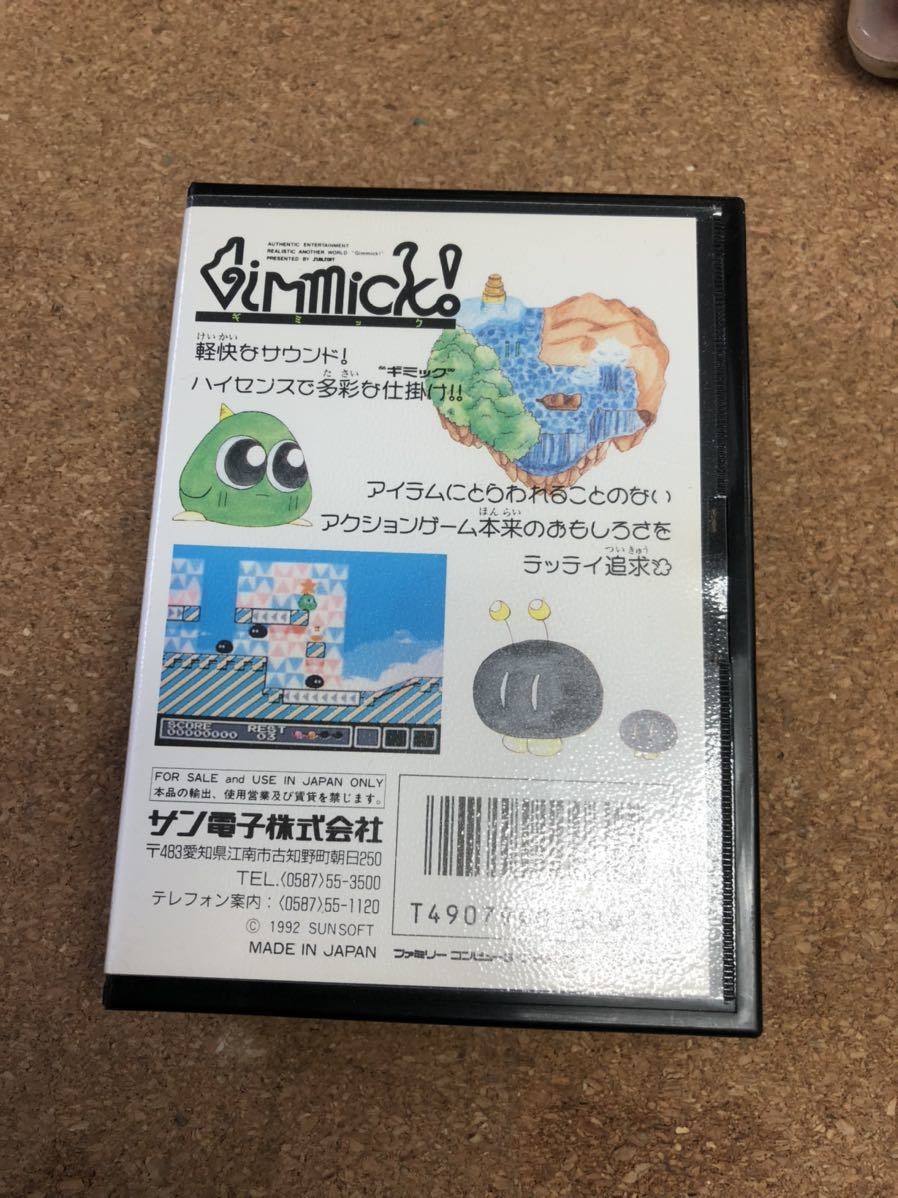 AUTHENTIC ENTERTAINMENT
REALISTIC ANOTHER WORLD "Gimmick!"
PRESENTED BY SUNSOFT
Gimmick!
ギミック
けいかい
軽快なサウンド!
たさい "ギミック"
ハイセンスで多彩な仕掛け!!
アイテムにとらわれることのない
ほんらい
アクションゲーム本来のおもしろさを
ついきゅう
ラッテイ追求
SCORE
00000000
REST
03
FOR SALE and USE IN JAPAN ONLY
本品の輸出、使用営業及び賃貸を禁じます。
サン電子株式会社
〒483愛知県江南市古知野町朝日250
TEL.〈0587〉55-3500
テレフォン案内:〈0587〉55-1120
© 1992 SUNSOFT
MADE IN JAPAN
ファミリー